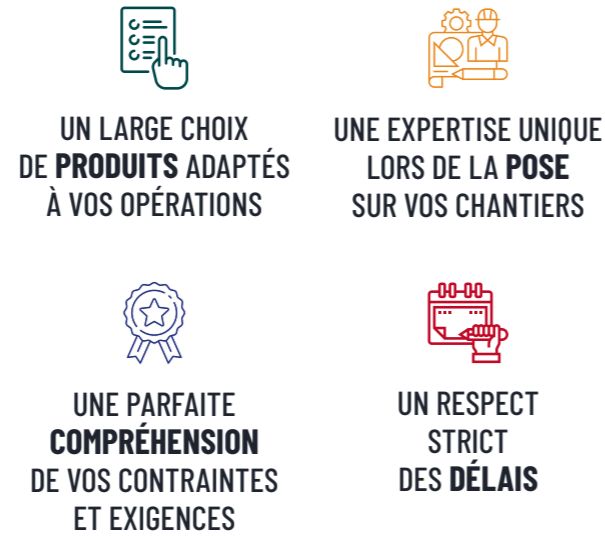 UN LARGE CHOIX
DE PRODUITS ADAPTÉS
À VOS OPÉRATIONS
UNE EXPERTISE UNIQUE
LORS DE LA POSE
SUR VOS CHANTIERS
UNE PARFAITE
COMPRÉHENSION
DE VOS CONTRAINTES
ET EXIGENCES
UN RESPECT
STRICT
DES DÉLAIS